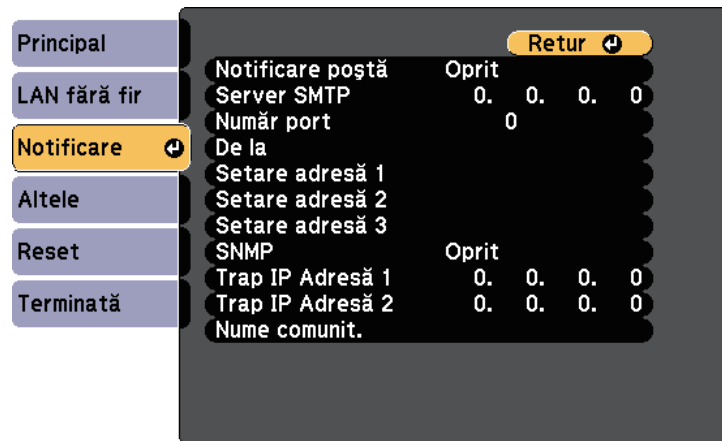 Principal
LAN fără fir
Notificare
Altele
Reset
Terminată
Retur
Notificare poştă Oprit
Server SMTP 0. 0. 0. 0
Număr port 0
De la
Setare adresă 1
Setare adresă 2
Setare adresă 3
SNMP Oprit
Trap IP Adresă 1 0. 0. 0. 0
Trap IP Adresă 2 0. 0. 0. 0
Nume comunit.